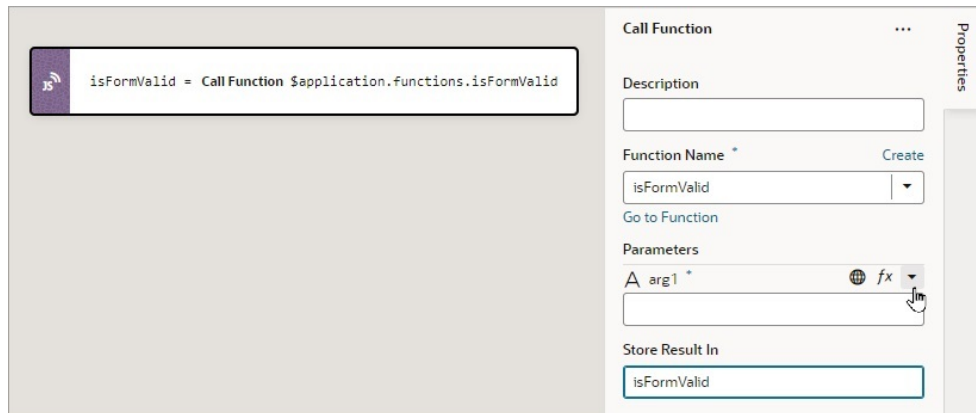 Call Function ...
Properties
JS isFormValid = Call Function $application.functions.isFormValid
Description
Function Name * Create
isFormValid
Go to Function
Parameters
A arg1 * fx
Store Result In
isFormValid